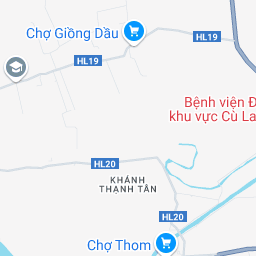 Chợ Giồng Dầu
HL19
HL19
Bệnh viện Đ
khu vực Cù La
HL20
KHÁNH
THẠNH TÂN
HL20
Chợ Thom